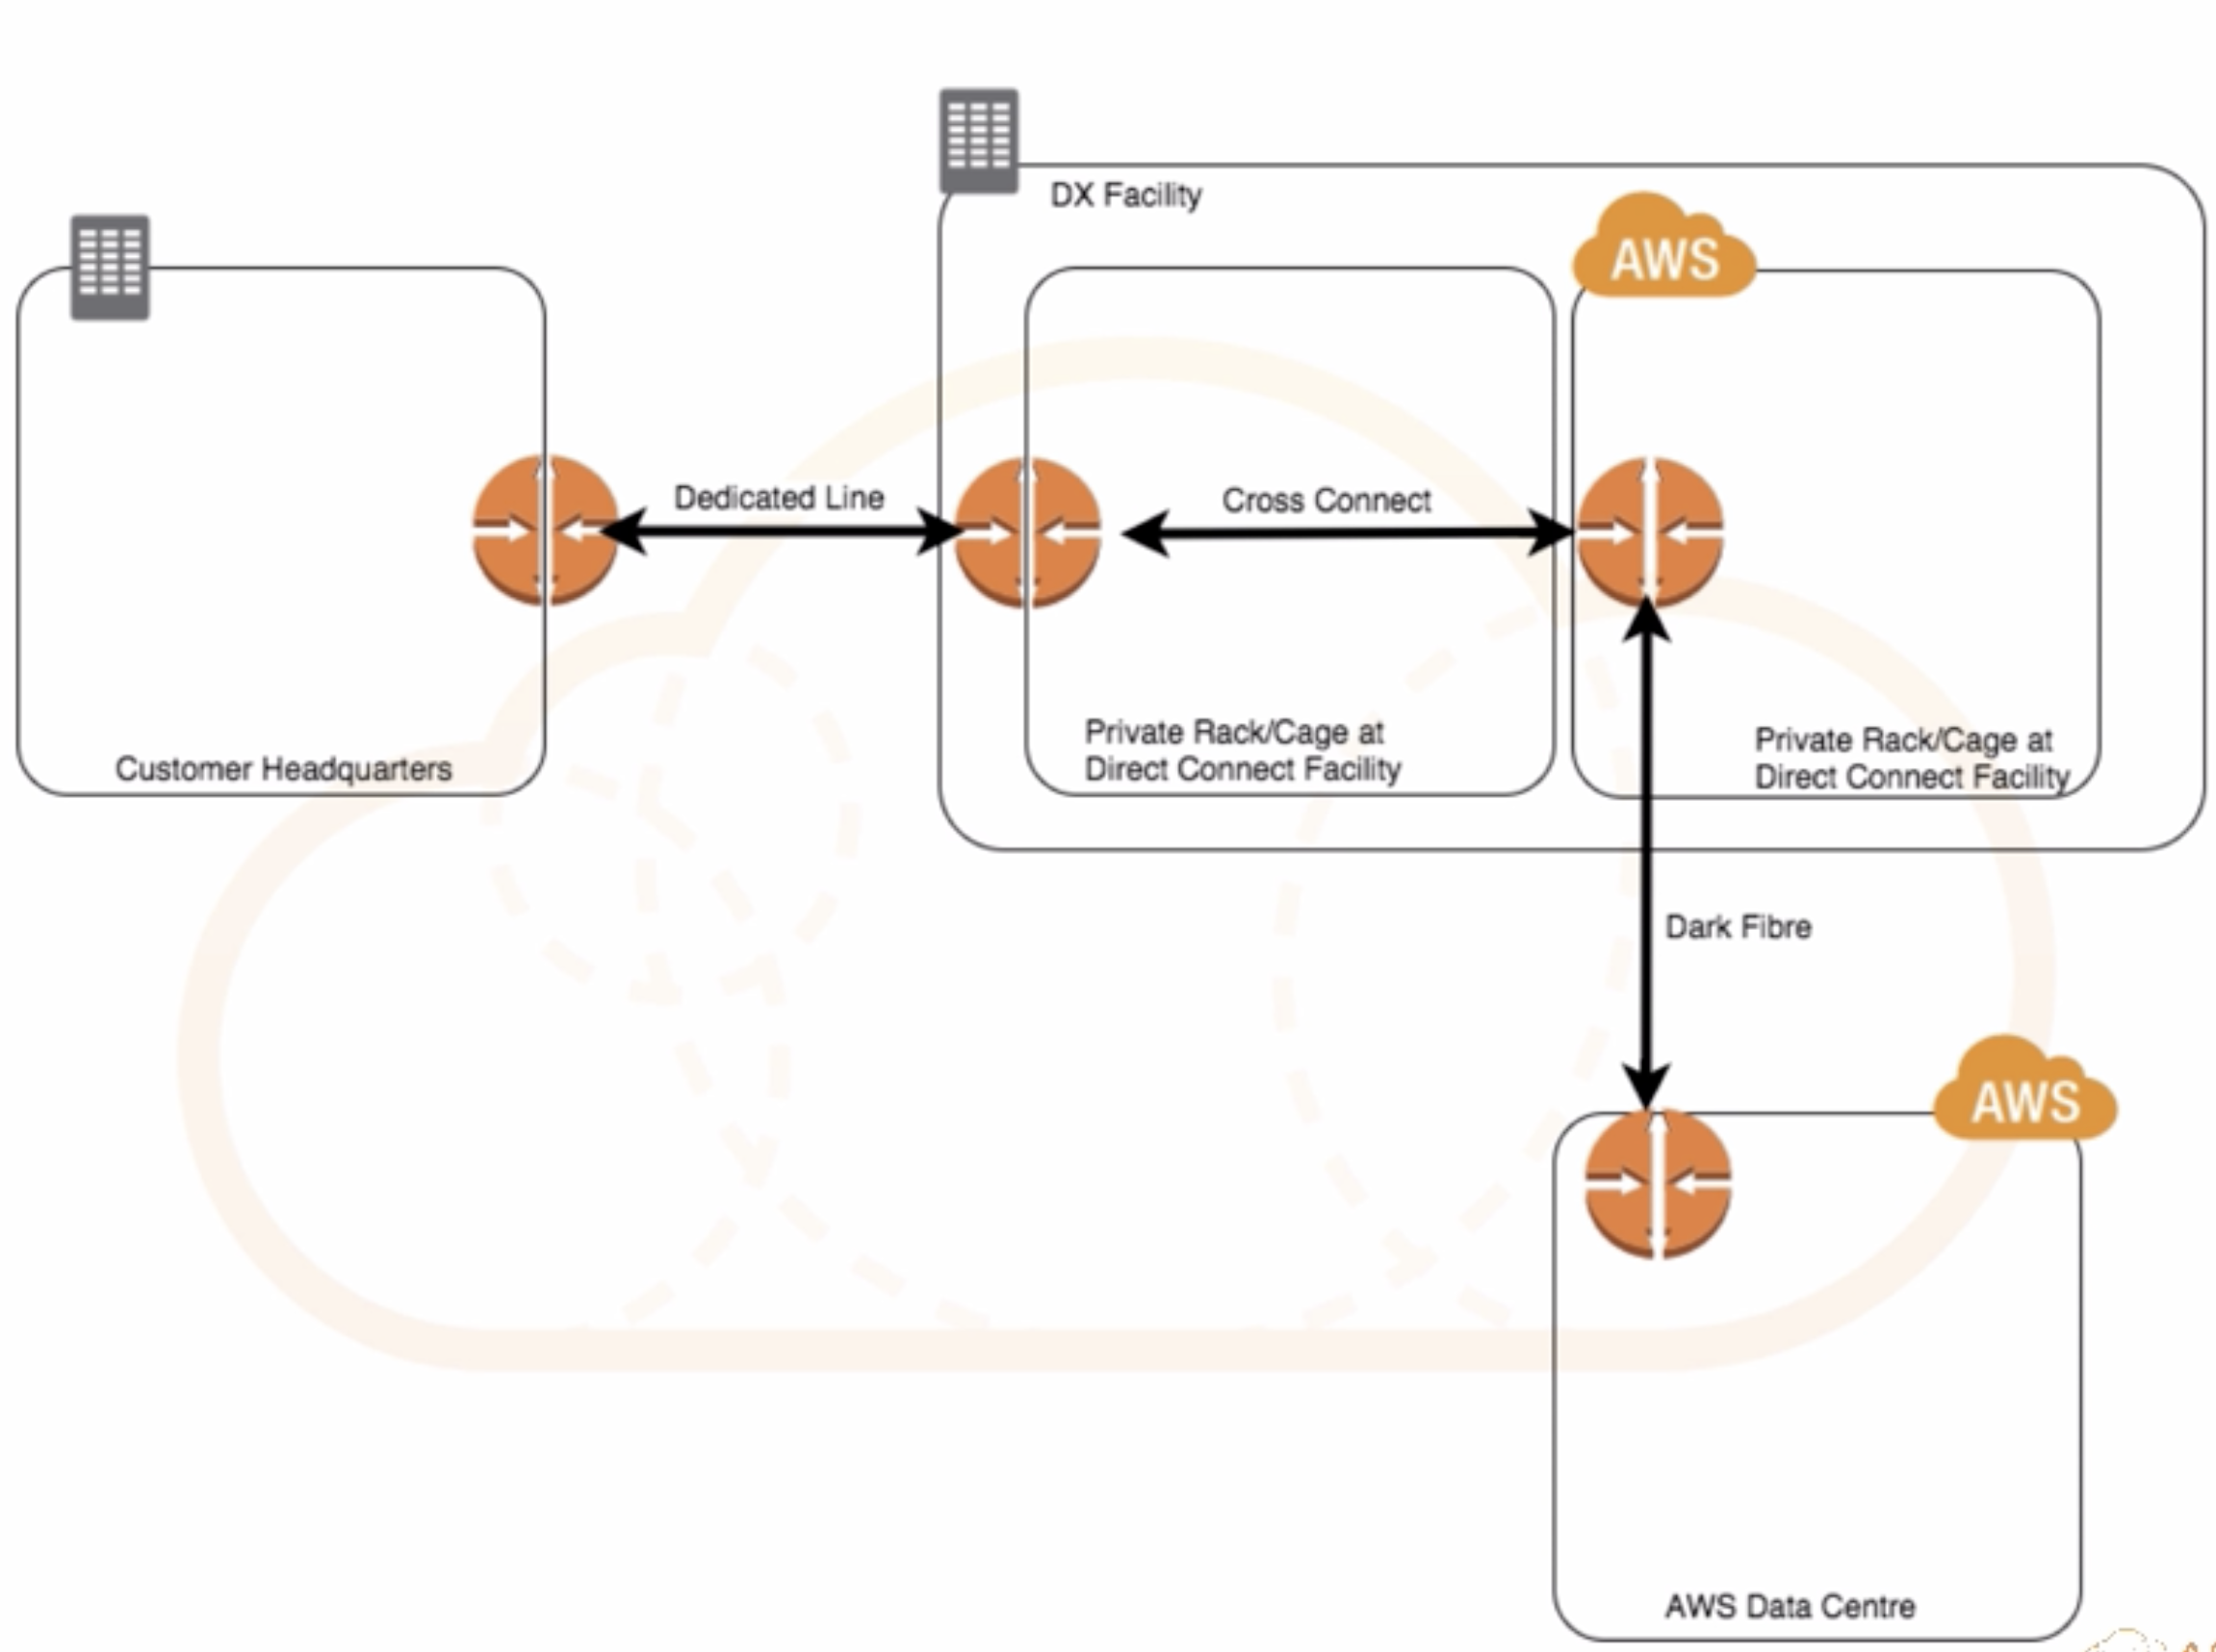 DX Facility
AWS
Dedicated Line
Cross Connect
Customer Headquarters
Private Rack/Cage at
Direct Connect Facility
Private Rack/Cage at
Direct Connect Facility
Dark Fibre
AWS
AWS Data Centre